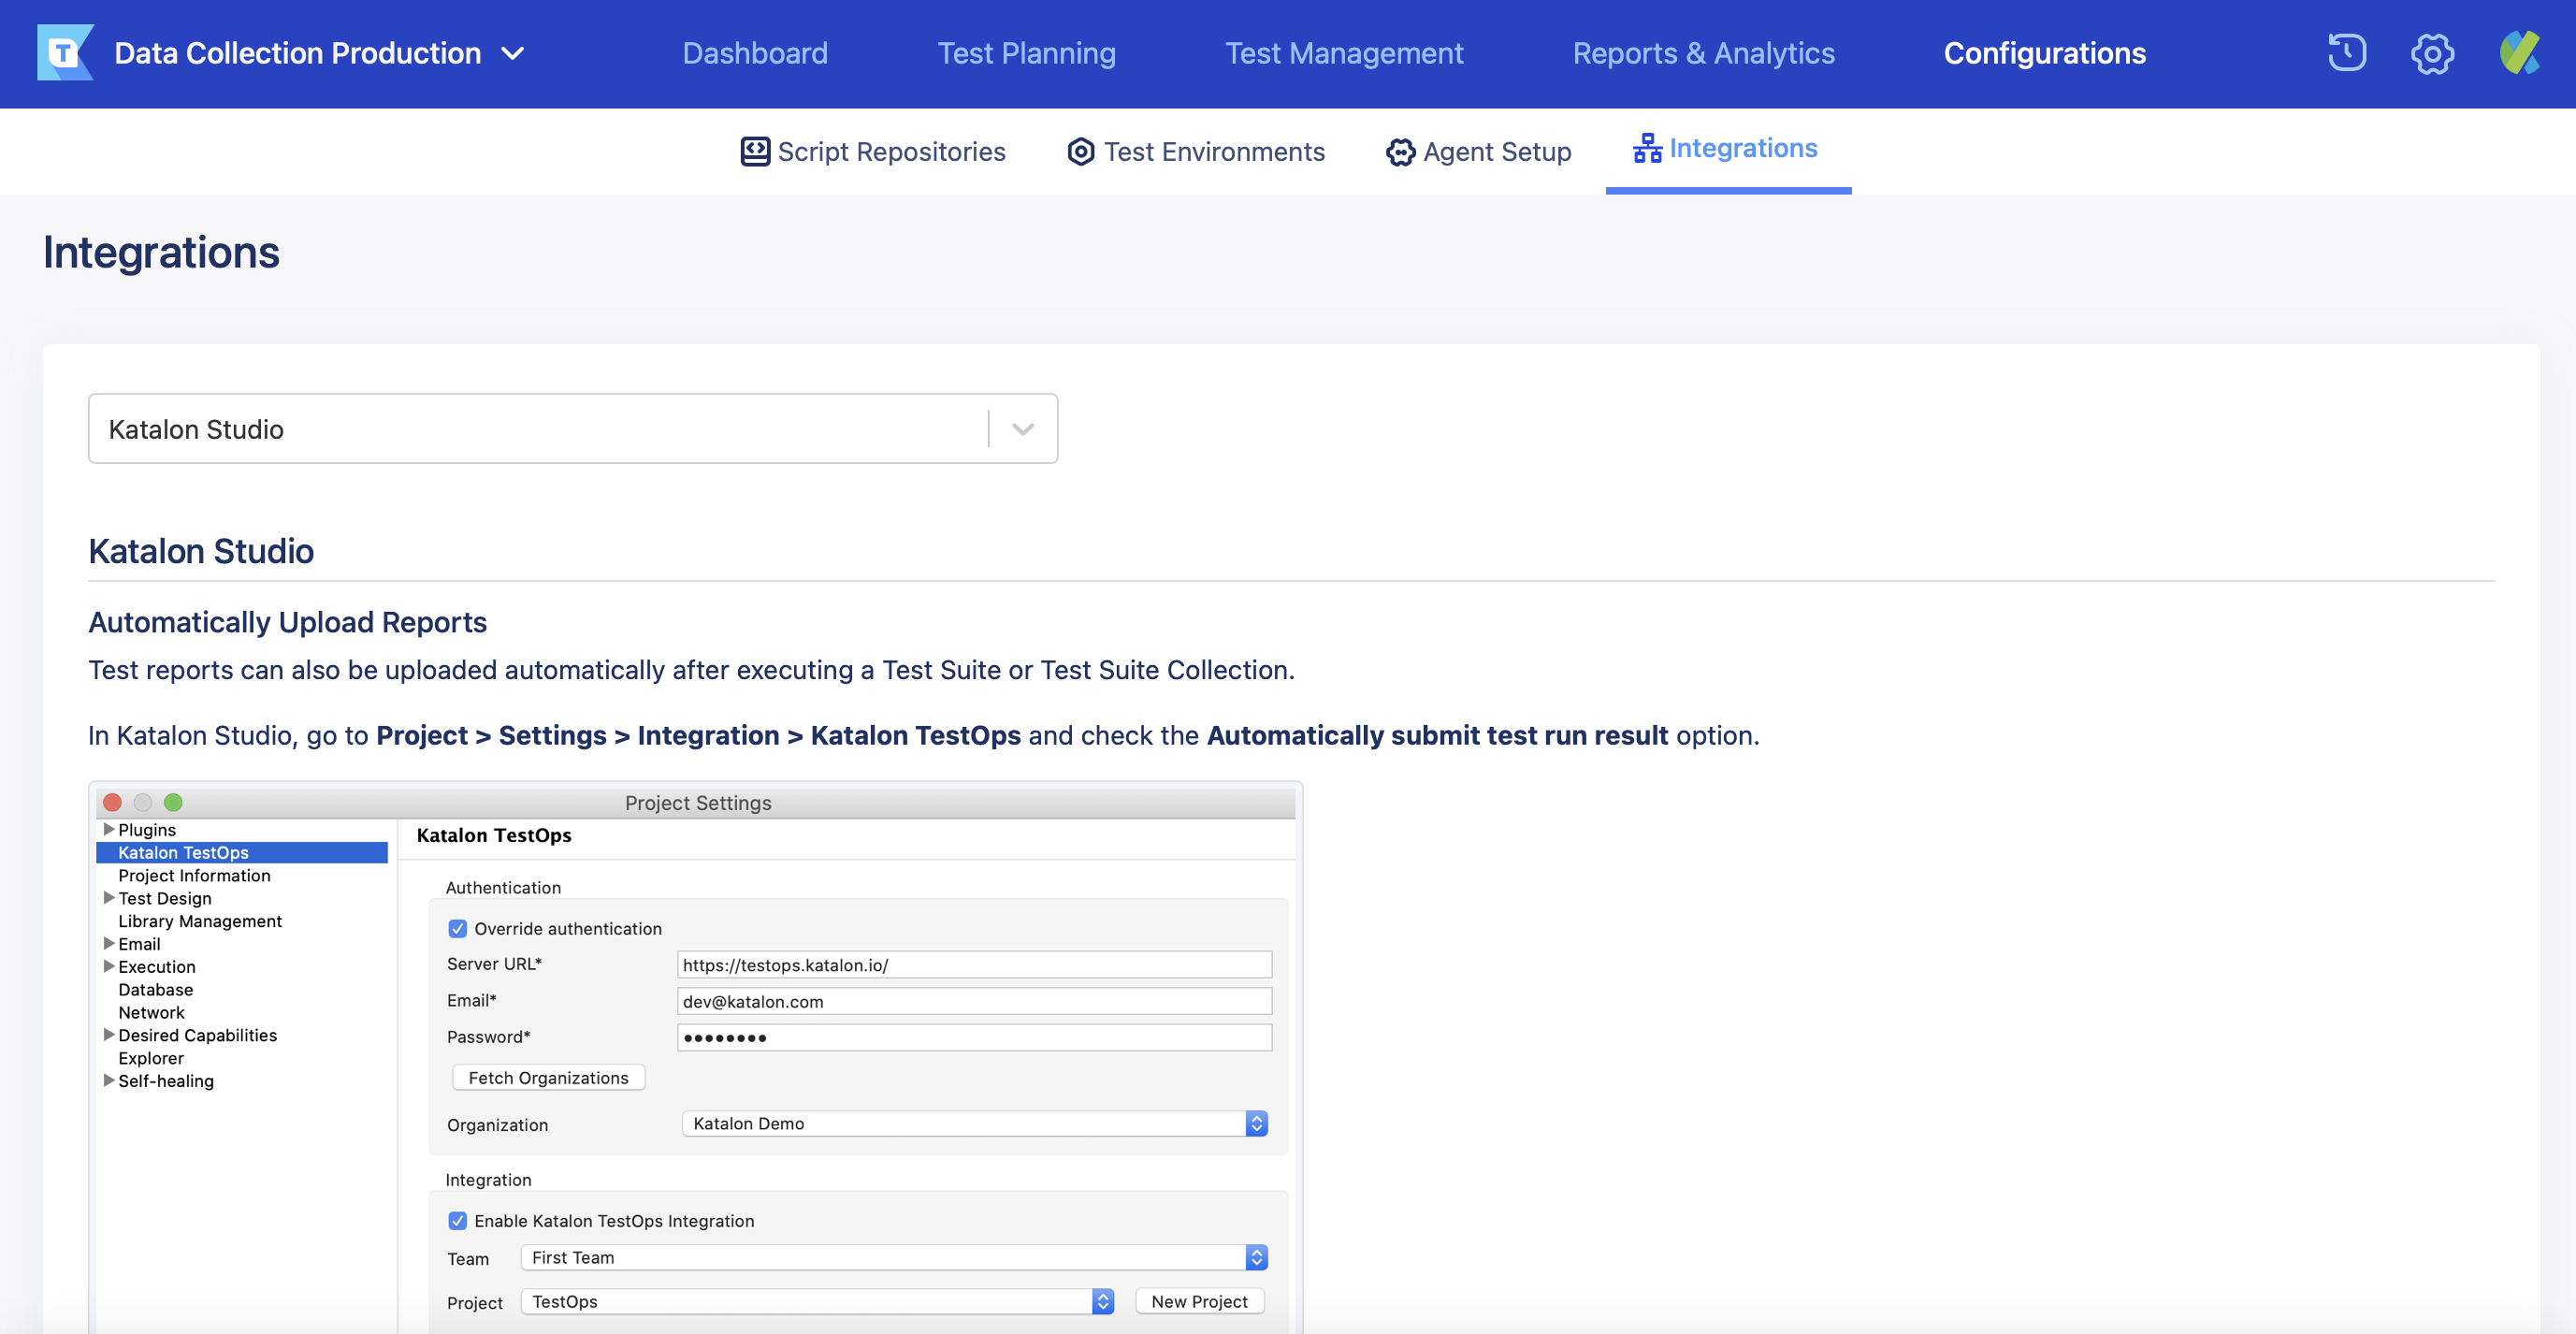 T Data Collection Production Dashboard Test Planning Test Management Reports & Analytics Configurations
Script Repositories Test Environments Agent Setup Integrations
Integrations
Katalon Studio
Katalon Studio
Automatically Upload Reports
Test reports can also be uploaded automatically after executing a Test Suite or Test Suite Collection.
In Katalon Studio, go to Project > Settings > Integration > Katalon TestOps and check the Automatically submit test run result option.
Project Settings
Plugins
Katalon TestOps
Project Information
Test Design
Library Management
Email
Execution
Database
Network
Desired Capabilities
Explorer
Self-healing
Katalon TestOps
Authentication
Override authentication
Server URL* https://testops.katalon.io/
Email* dev@katalon.com
Password* ••••••••
Fetch Organizations
Organization Katalon Demo
Integration
Enable Katalon TestOps Integration
Team First Team
Project TestOps New Project